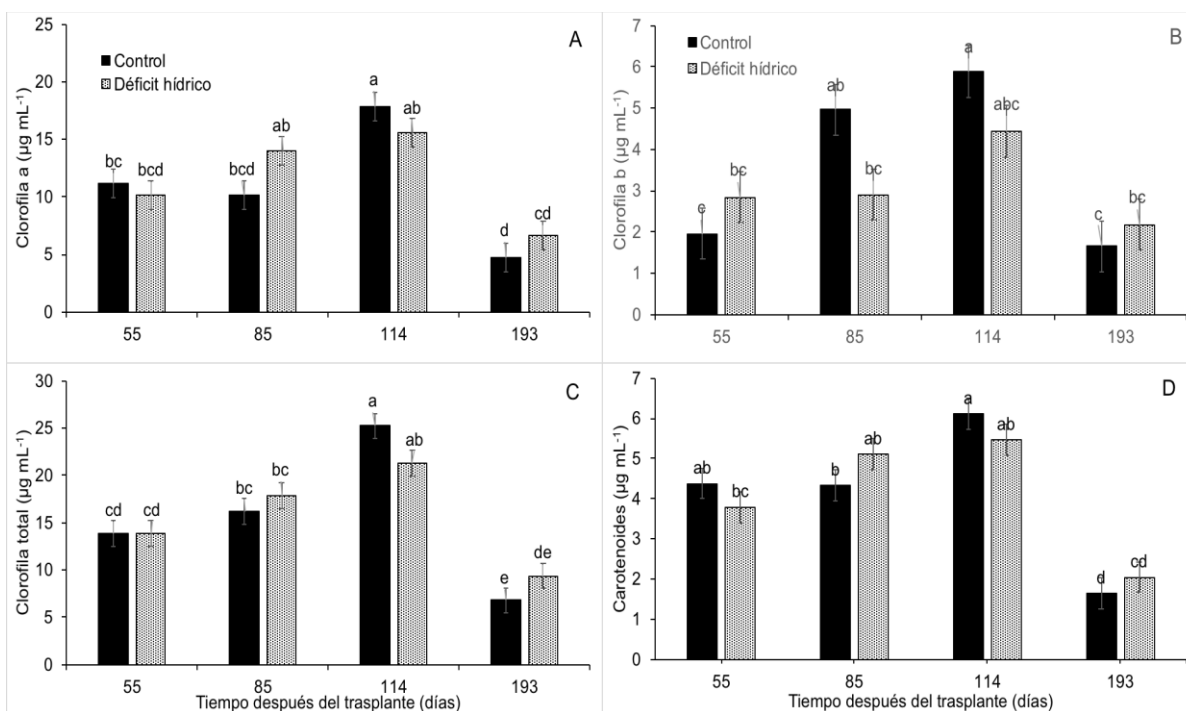 A
Control
Déficit hídrico
Clorofila a (µg mL⁻¹)
25
20
15
10
5
0
bc bcd bcd ab a ab d cd
55 85 114 193
B
Control
Déficit hídrico
Clorofila b (µg mL⁻¹)
7
6
5
4
3
2
1
0
c bc ab bc a abc c bc
55 85 114 193
C
Clorofila total (µg mL⁻¹)
30
25
20
15
10
5
0
cd cd bc bc a ab e de
55 85 114 193
Tiempo después del trasplante (días)
D
Carotenoides (µg mL⁻¹)
7
6
5
4
3
2
1
0
ab bc b ab a ab d cd
55 85 114 193
Tiempo después del trasplante (días)